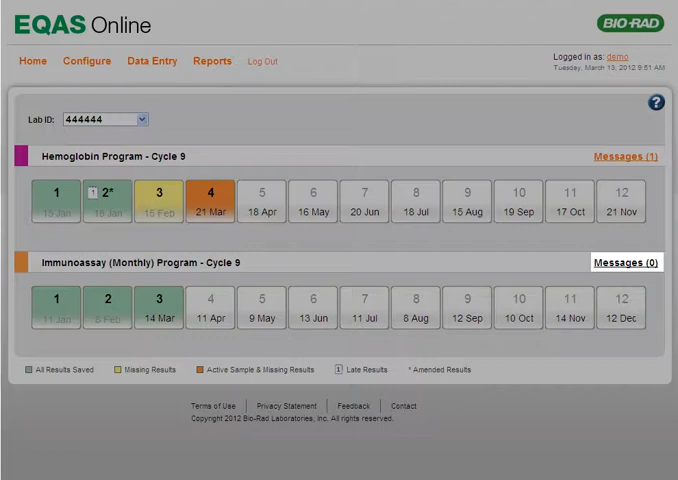 EQAS Online
BIO-RAD
Home Configure Data Entry Reports Log Out
Logged in as: demo
Tuesday, March 13, 2012 9:51 AM
?
Lab ID: 444444
Hemoglobin Program - Cycle 9 Messages (1)
1 1 2* 3 4 5 6 7 8 9 10 11 12
15 Jan 18 Jan 15 Feb 21 Mar 18 Apr 16 May 20 Jun 18 Jul 15 Aug 19 Sep 17 Oct 21 Nov
Immunoassay (Monthly) Program - Cycle 9 Messages (0)
1 2 3 4 5 6 7 8 9 10 11 12
11 Jan 8 Feb 14 Mar 11 Apr 9 May 13 Jun 11 Jul 8 Aug 12 Sep 10 Oct 14 Nov 12 Dec
All Results Saved Missing Results Active Sample & Missing Results 1 Late Results * Amended Results
Terms of Use Privacy Statement Feedback Contact
Copyright 2012 Bio-Rad Laboratories, Inc. All rights reserved.